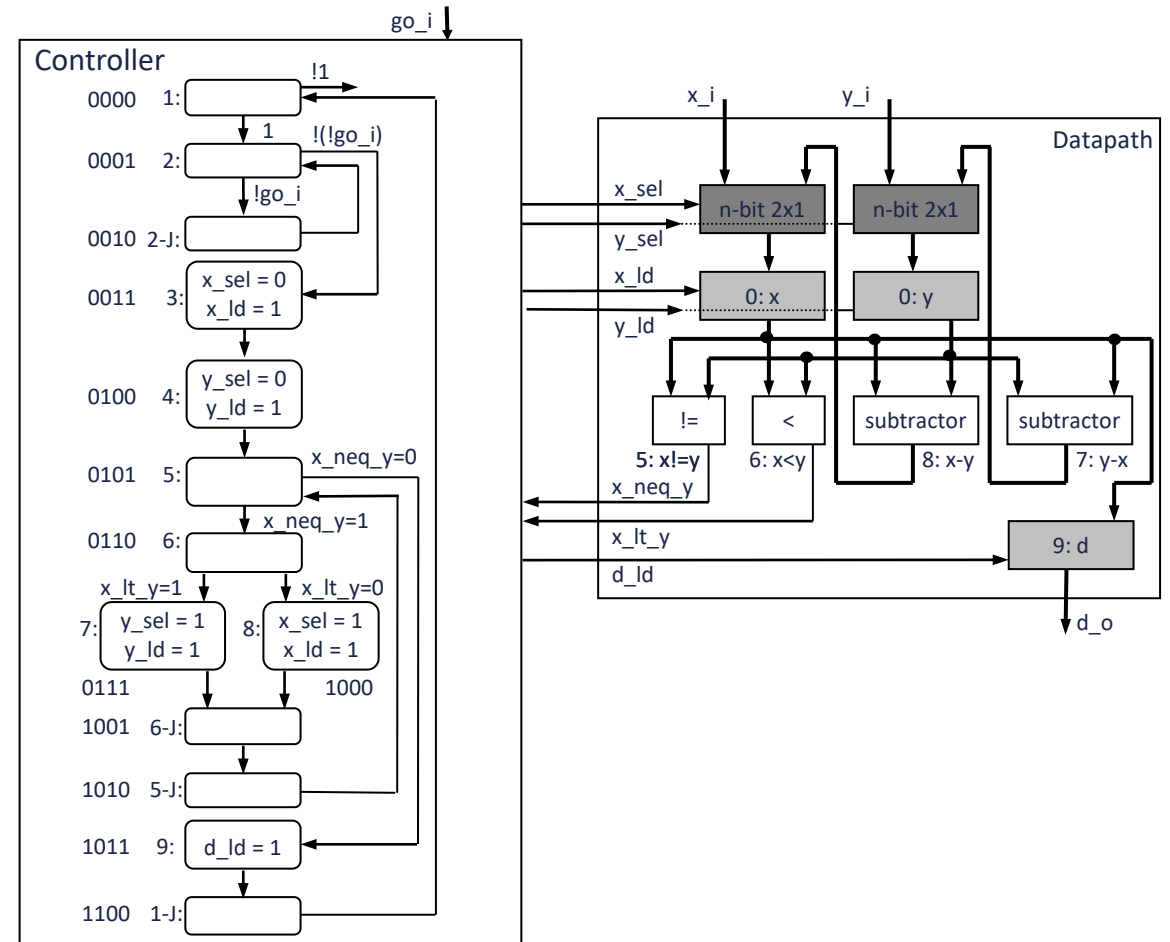 go_i
Controller
!1
0000 1:
1
!(!go_i)
0001 2:
!go_i
0010 2-J:
x_sel = 0
0011 3:
x_ld = 1
y_sel = 0
0100 4:
y_ld = 1
x_neq_y=0
0101 5:
x_neq_y=1
0110 6:
x_lt_y=1
x_lt_y=0
7:
y_sel = 1
y_ld = 1
8:
x_sel = 1
x_ld = 1
0111
1000
1001 6-J:
1010 5-J:
1011 9:
d_ld = 1
1100 1-J:
x_i
y_i
Datapath
x_sel
n-bit 2x1
n-bit 2x1
y_sel
x_ld
0: x
0: y
y_ld
!=
<
subtractor
subtractor
5: x!=y
6: x<y
8: x-y
7: y-x
x_neq_y
x_lt_y
9: d
d_ld
d_o